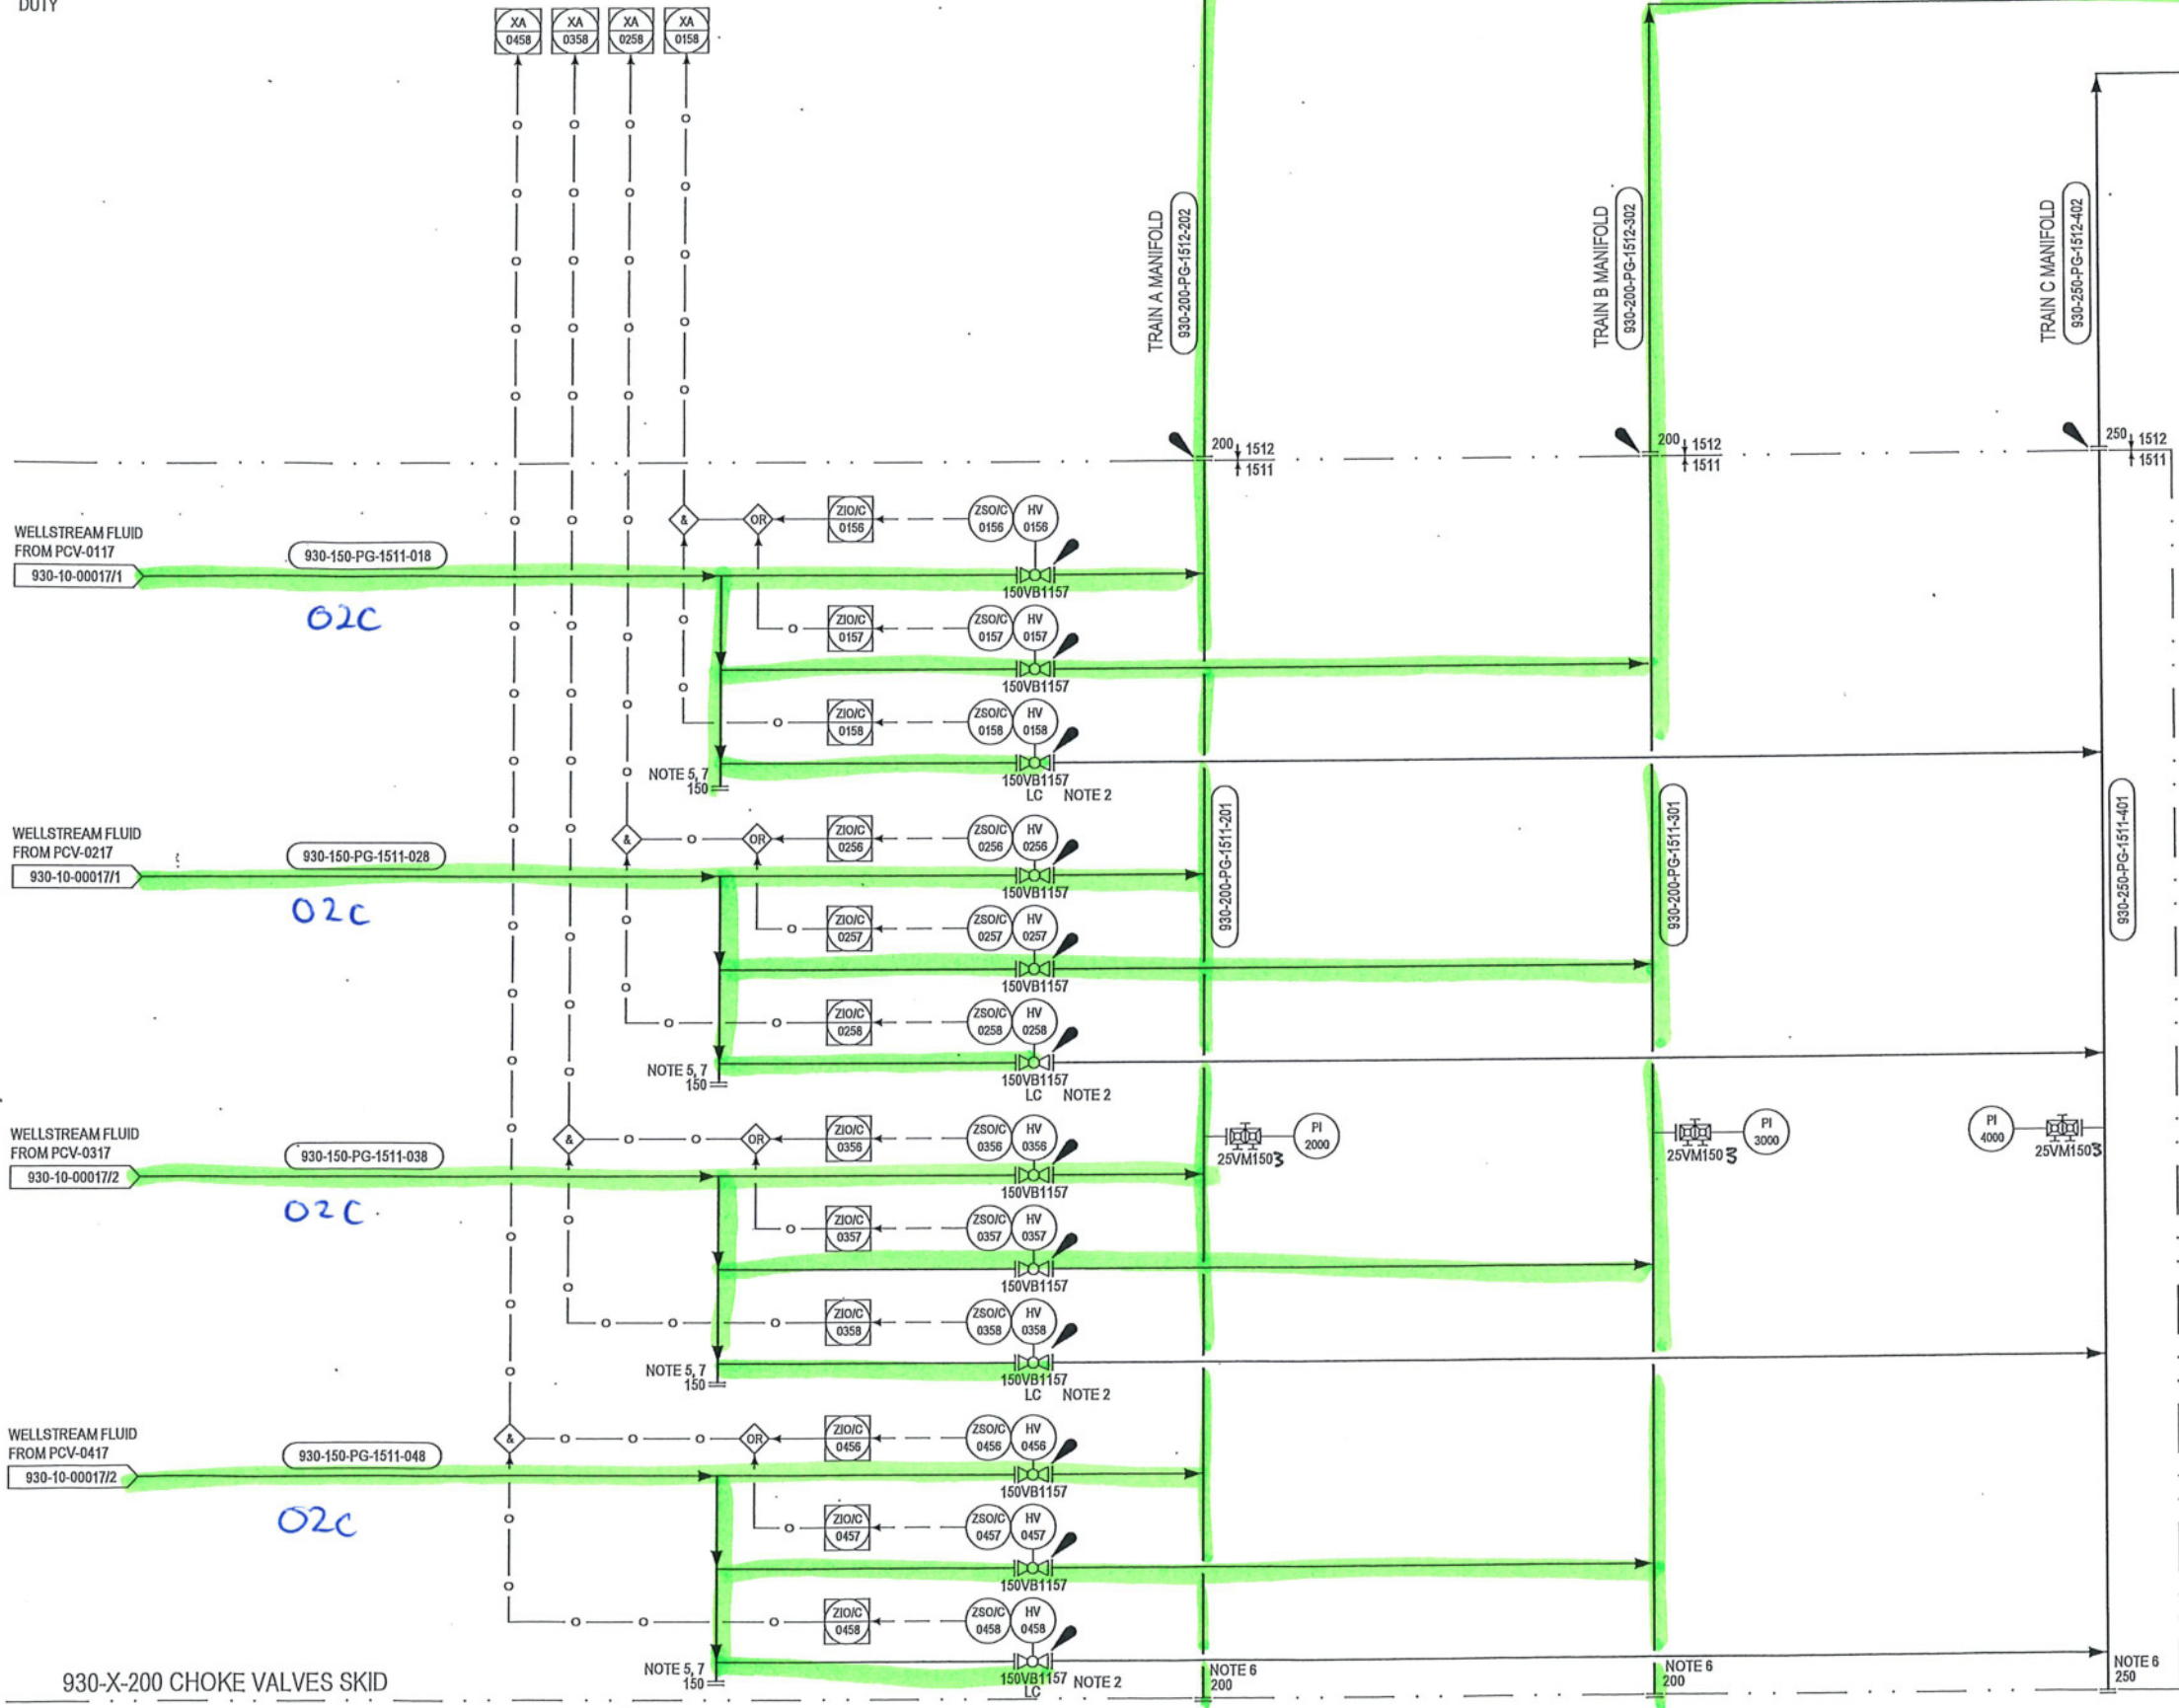 DUTY
XA 0458
XA 0358
XA 0258
XA 0158
TRAIN A MANIFOLD
930-200-PG-1512-202
TRAIN B MANIFOLD
930-200-PG-1512-302
TRAIN C MANIFOLD
930-250-PG-1512-402
200 1512
1511
200 1512
1511
250 1512
1511
WELLSTREAM FLUID
FROM PCV-0117
930-10-00017/1
930-150-PG-1511-018
O2C
& OR
ZIO/C 0156
ZSO/C 0156
HV 0156
150VB1157
ZIO/C 0157
ZSO/C 0157
HV 0157
150VB1157
ZIO/C 0158
ZSO/C 0158
HV 0158
150VB1157
LC NOTE 2
NOTE 5, 7
150
WELLSTREAM FLUID
FROM PCV-0217
930-10-00017/1
930-150-PG-1511-028
O2C
& OR
ZIO/C 0256
ZSO/C 0256
HV 0256
150VB1157
ZIO/C 0257
ZSO/C 0257
HV 0257
150VB1157
ZIO/C 0258
ZSO/C 0258
HV 0258
150VB1157
LC NOTE 2
NOTE 5, 7
150
930-200-PG-1511-201
930-200-PG-1511-301
930-250-PG-1511-401
WELLSTREAM FLUID
FROM PCV-0317
930-10-00017/2
930-150-PG-1511-038
O2C
& OR
ZIO/C 0356
ZSO/C 0356
HV 0356
150VB1157
ZIO/C 0357
ZSO/C 0357
HV 0357
150VB1157
ZIO/C 0358
ZSO/C 0358
HV 0358
150VB1157
LC NOTE 2
NOTE 5, 7
150
PI 2000
25VM1503
PI 3000
25VM1503
PI 4000
25VM1503
WELLSTREAM FLUID
FROM PCV-0417
930-10-00017/2
930-150-PG-1511-048
O2C
& OR
ZIO/C 0456
ZSO/C 0456
HV 0456
150VB1157
ZIO/C 0457
ZSO/C 0457
HV 0457
150VB1157
ZIO/C 0458
ZSO/C 0458
HV 0458
150VB1157 NOTE 2
LC
NOTE 5, 7
150
NOTE 6
200
NOTE 6
200
NOTE 6
250
930-X-200 CHOKE VALVES SKID